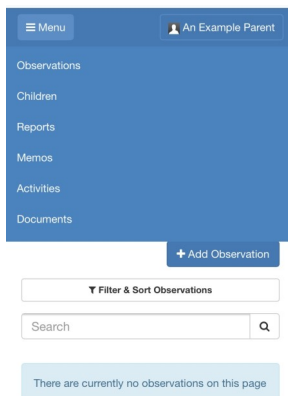 Menu
An Example Parent
Observations
Children
Reports
Memos
Activities
Documents
+ Add Observation
Filter & Sort Observations
Search
There are currently no observations on this page